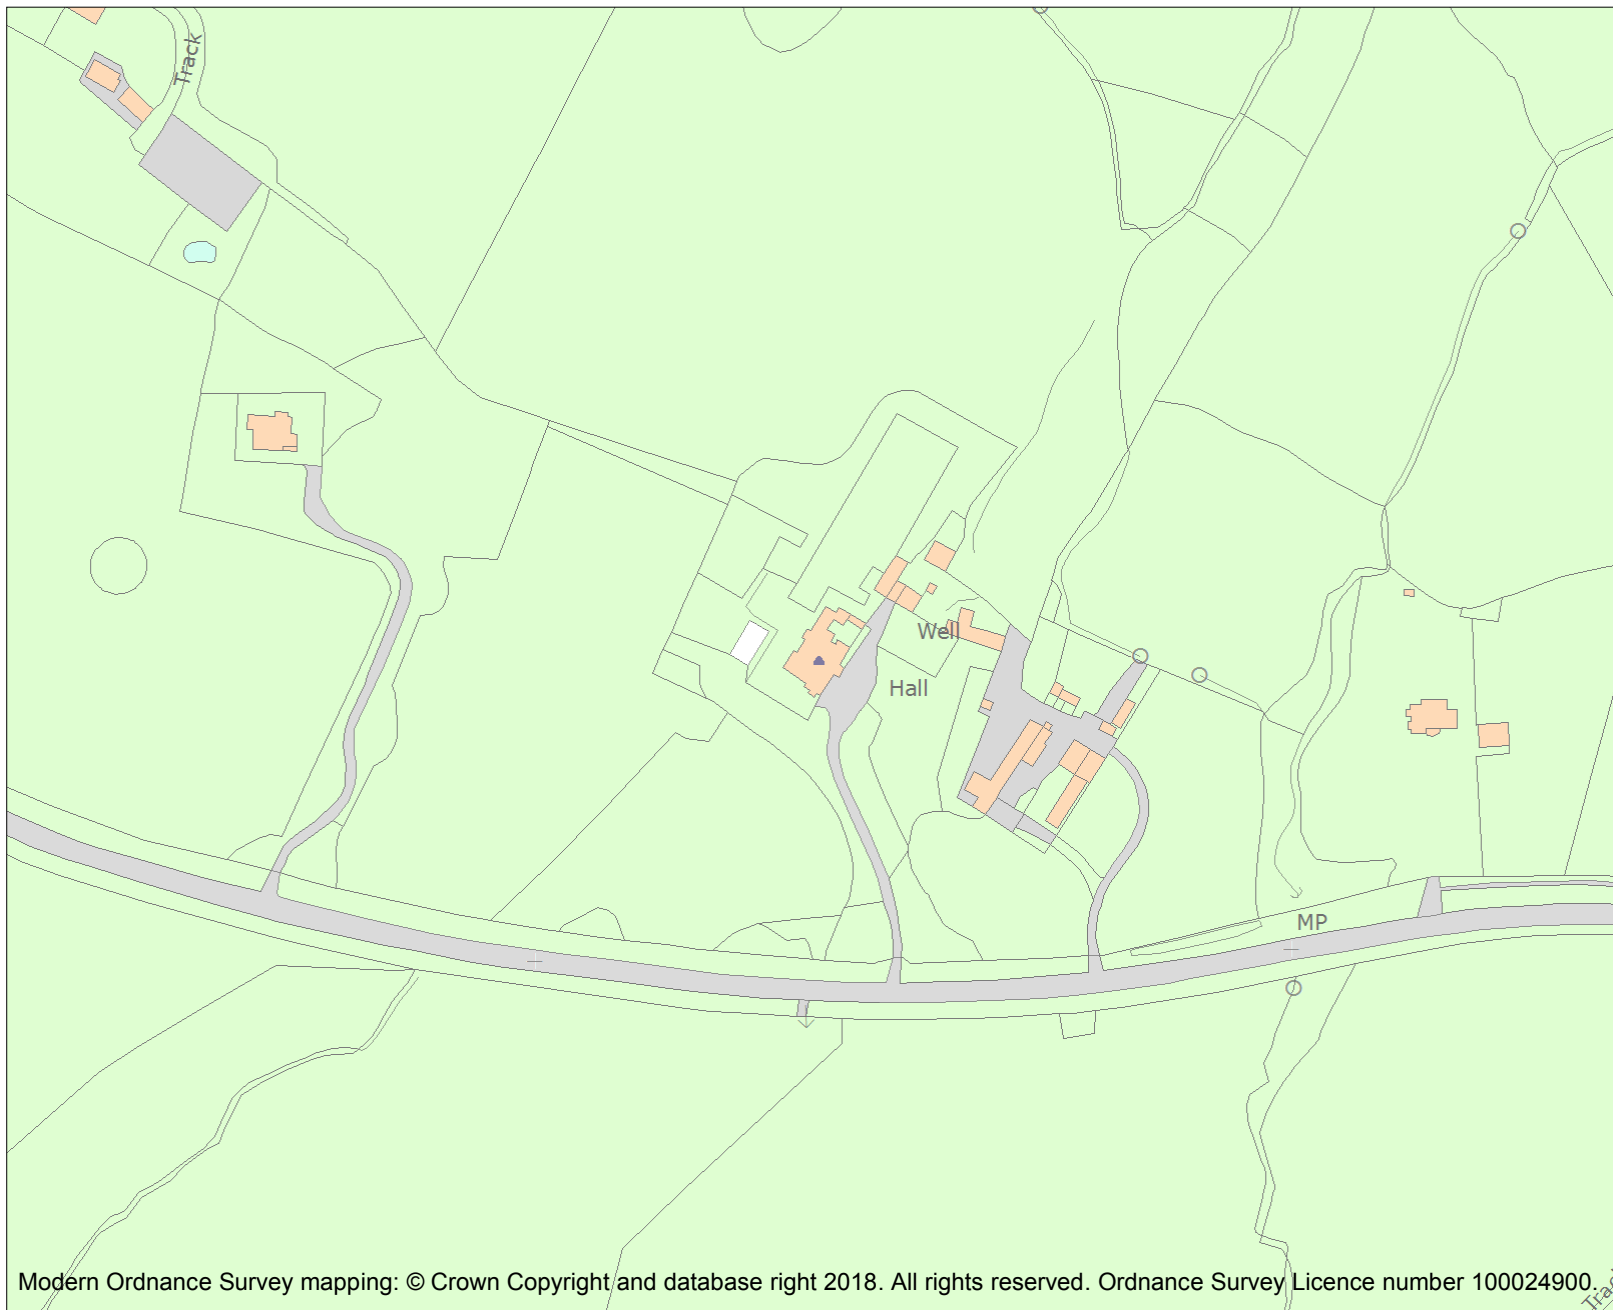 Track
Well
Hall
MP
Modern Ordnance Survey mapping: © Crown Copyright and database right 2018. All rights reserved. Ordnance Survey Licence number 100024900.
Track